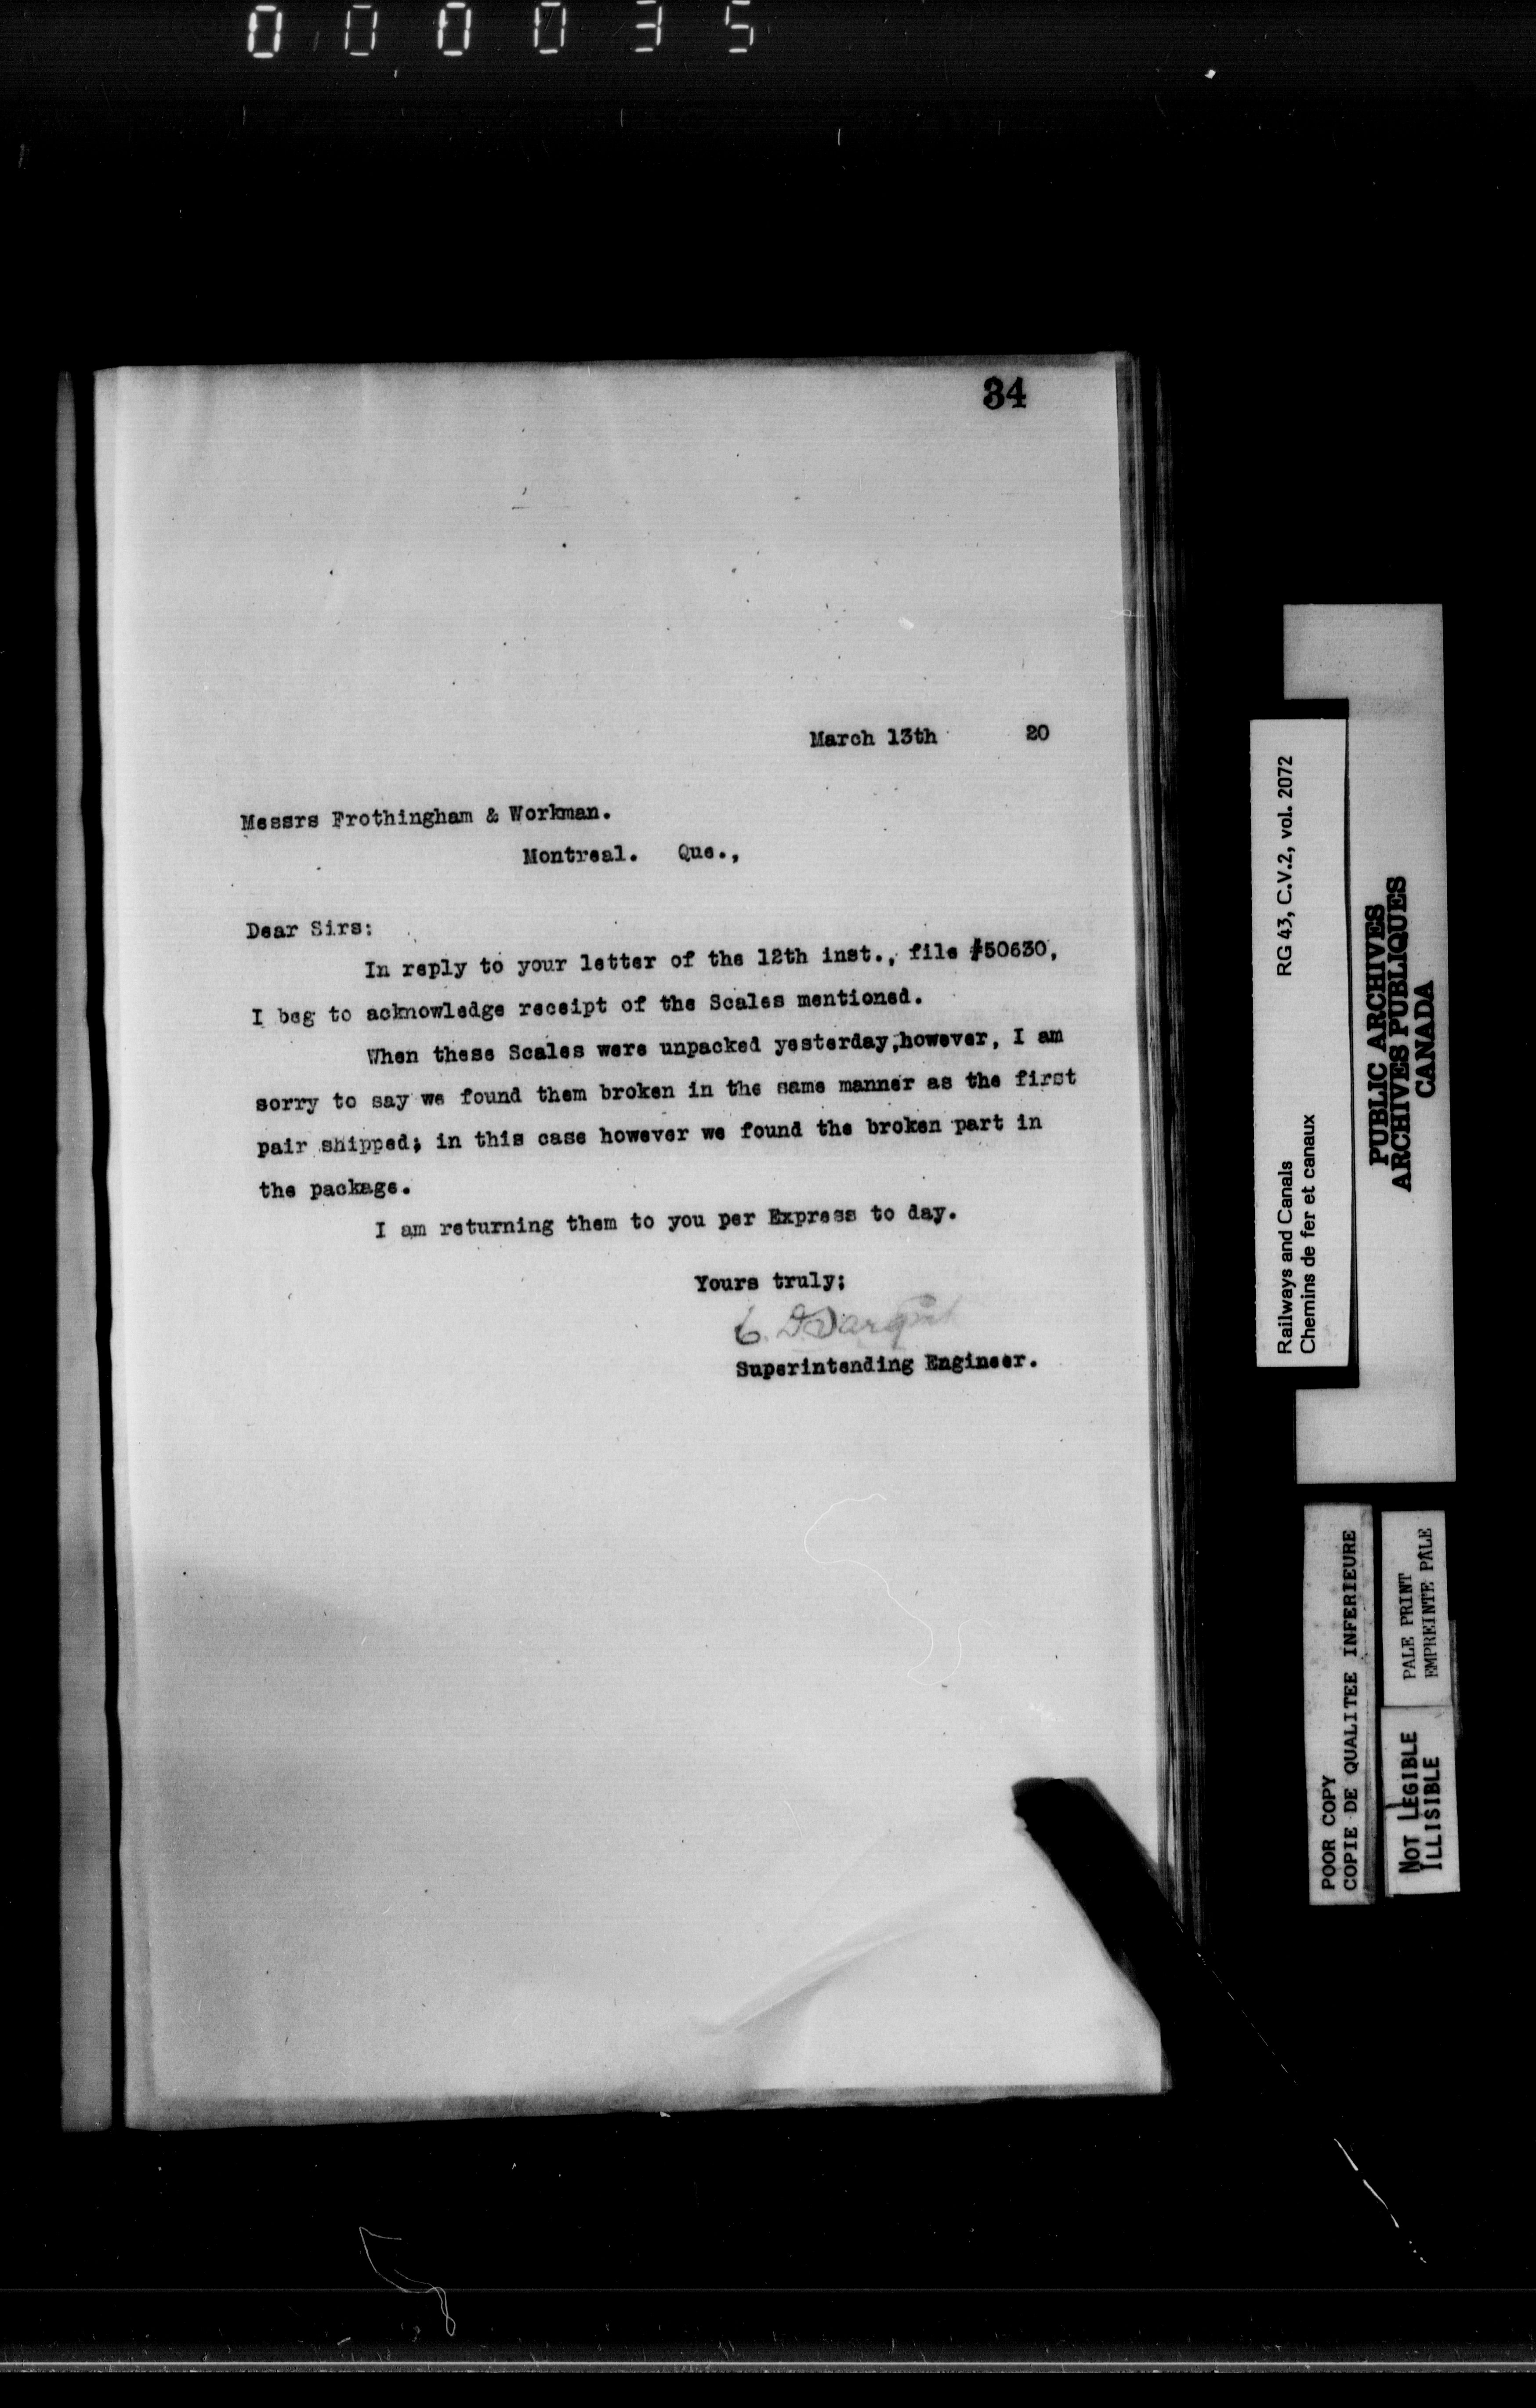 000035
34
March 13th 20
Messrs Frothingham & Workman.
Montreal. Que.,
Dear Sirs:
In reply to your letter of the 12th inst., file #50630,
I beg to acknowledge receipt of the Scales mentioned.
When these Scales were unpacked yesterday,however, I am
sorry to say we found them broken in the same manner as the first
pair shipped; in this case however we found the broken part in
the package.
I am returning them to you per Express to day.
Yours truly;
Superintending Engineer.
Railways and Canals RG 43, C.V.2, vol. 2072
Chemins de fer et canaux
PUBLIC ARCHIVES
ARCHIVES PUBLIQUES
CANADA
POOR COPY
COPIE DE QUALITEE INFERIEURE
PALE PRINT
EMPREINTE PALE
NOT LEGIBLE
ILLISIBLE